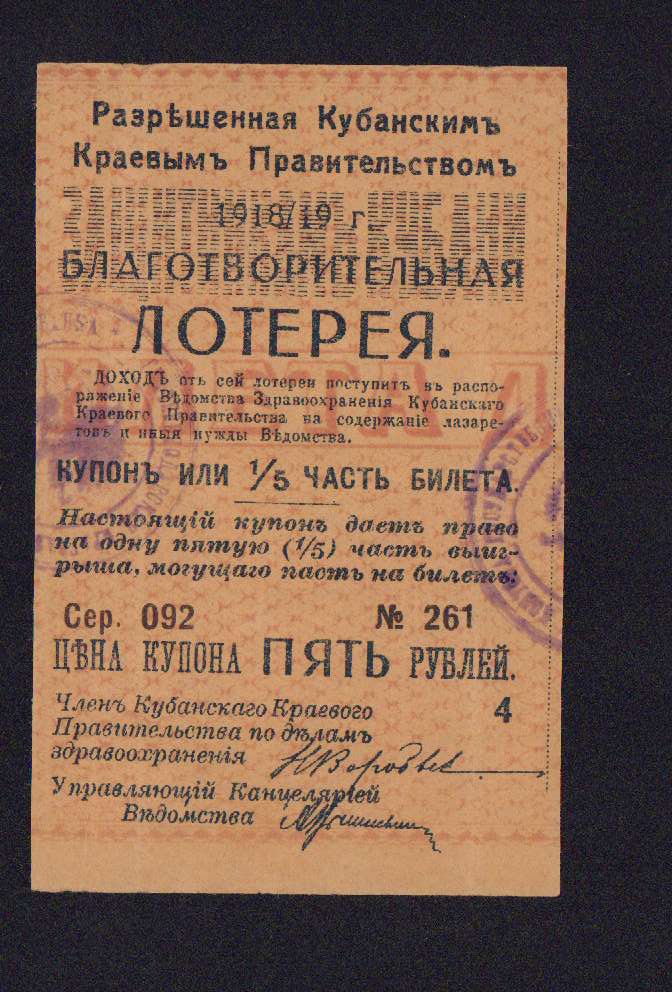 Разрѣшенная Кубанскимъ
Краевымъ Правительствомъ
1918/19 г.
БЛАГОТВОРИТЕЛЬНАЯ
ЛОТЕРЕЯ.
ДОХОДЪ отъ сей лотереи поступитъ въ распо-
ряженіе Вѣдомства Здравоохраненія Кубанскаго
Краевого Правительства на содержаніе лазаре-
товъ и иныя нужды Вѣдомства.
КУПОНЪ ИЛИ 1/5 ЧАСТЬ БИЛЕТА.
Настоящій купонъ даетъ право
на одну пятую (1/5) часть выиг-
рыша, могущаго пасть на билетъ:
Сер. 092 № 261
ЦѢНА КУПОНА ПЯТЬ РУБЛЕЙ.
Членъ Кубанскаго Краевого
Правительства по дѣламъ
здравоохраненія
4
Управляющій Канцеляріей
Вѣдомства